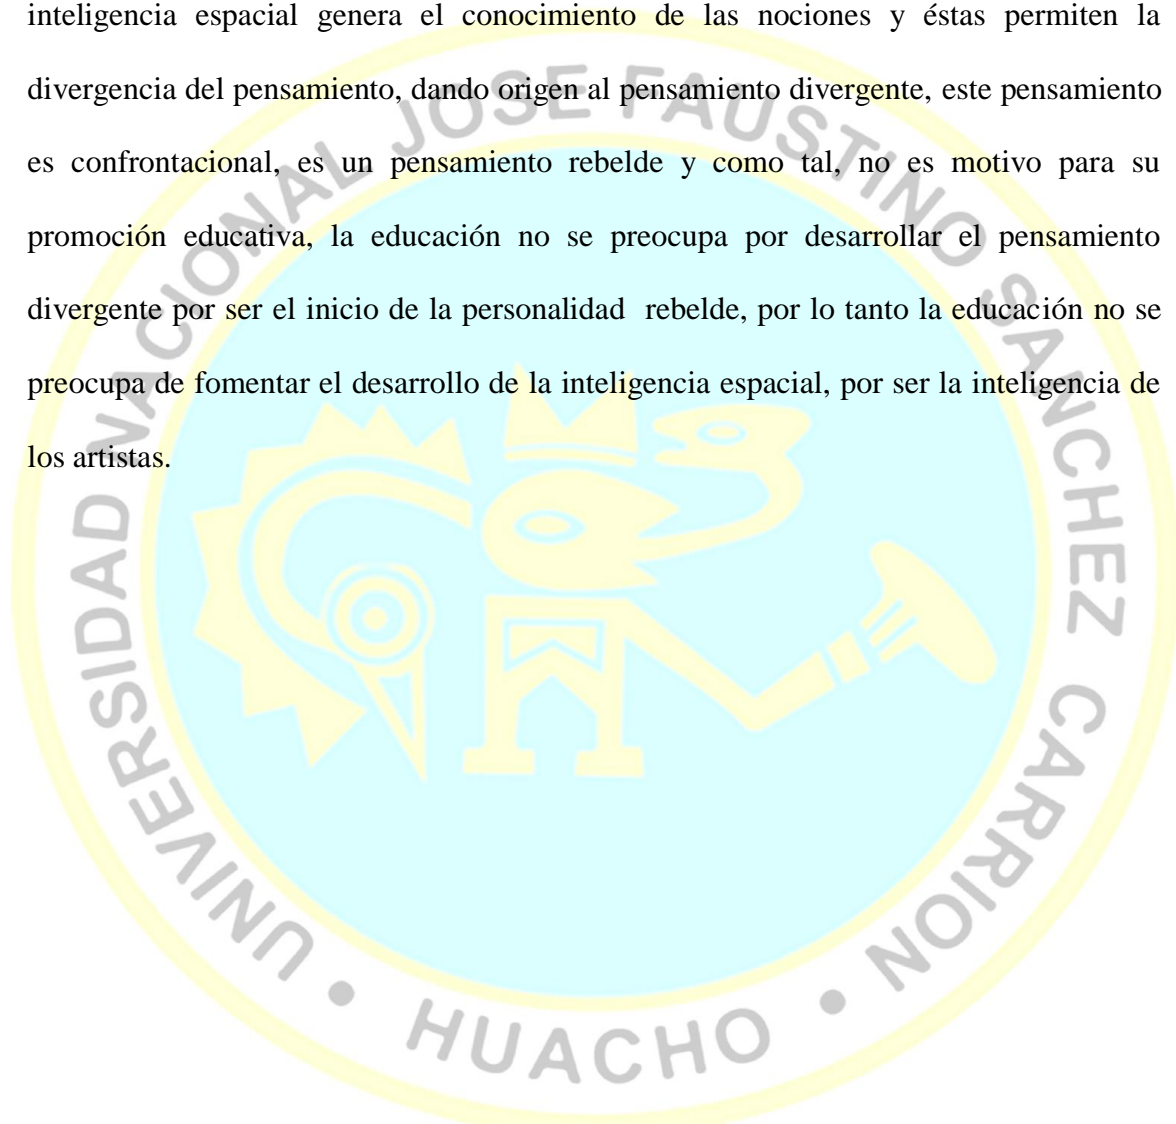 inteligencia espacial genera el conocimiento de las nociones y éstas permiten la
divergencia del pensamiento, dando origen al pensamiento divergente, este pensamiento
es confrontacional, es un pensamiento rebelde y como tal, no es motivo para su
promoción educativa, la educación no se preocupa por desarrollar el pensamiento
divergente por ser el inicio de la personalidad  rebelde, por lo tanto la educación no se
preocupa de fomentar el desarrollo de la inteligencia espacial, por ser la inteligencia de
los artistas.
UNIVERSIDAD NACIONAL JOSE FAUSTINO SANCHEZ CARRION • HUACHO •